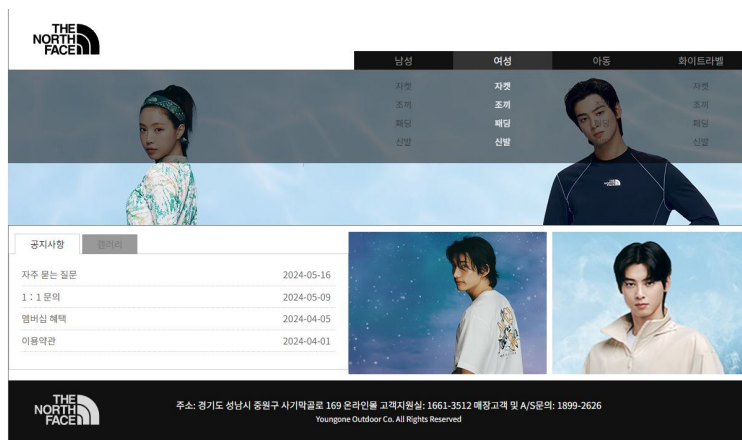 THE
NORTH
FACE
남성 여성 아동 화이트라벨
자켓 자켓 자켓
조끼 조끼 조끼
패딩 패딩 패딩 패딩
신발 신발 신발
공지사항 갤러리
자주 묻는 질문 2024-05-16
1 : 1 문의 2024-05-09
멤버십 혜택 2024-04-05
이용약관 2024-04-01
THE
NORTH
FACE
주소: 경기도 성남시 중원구 사기막골로 169 온라인몰 고객지원실: 1661-3512 매장고객 및 A/S문의: 1899-2626
Youngone Outdoor Co. All Rights Reserved